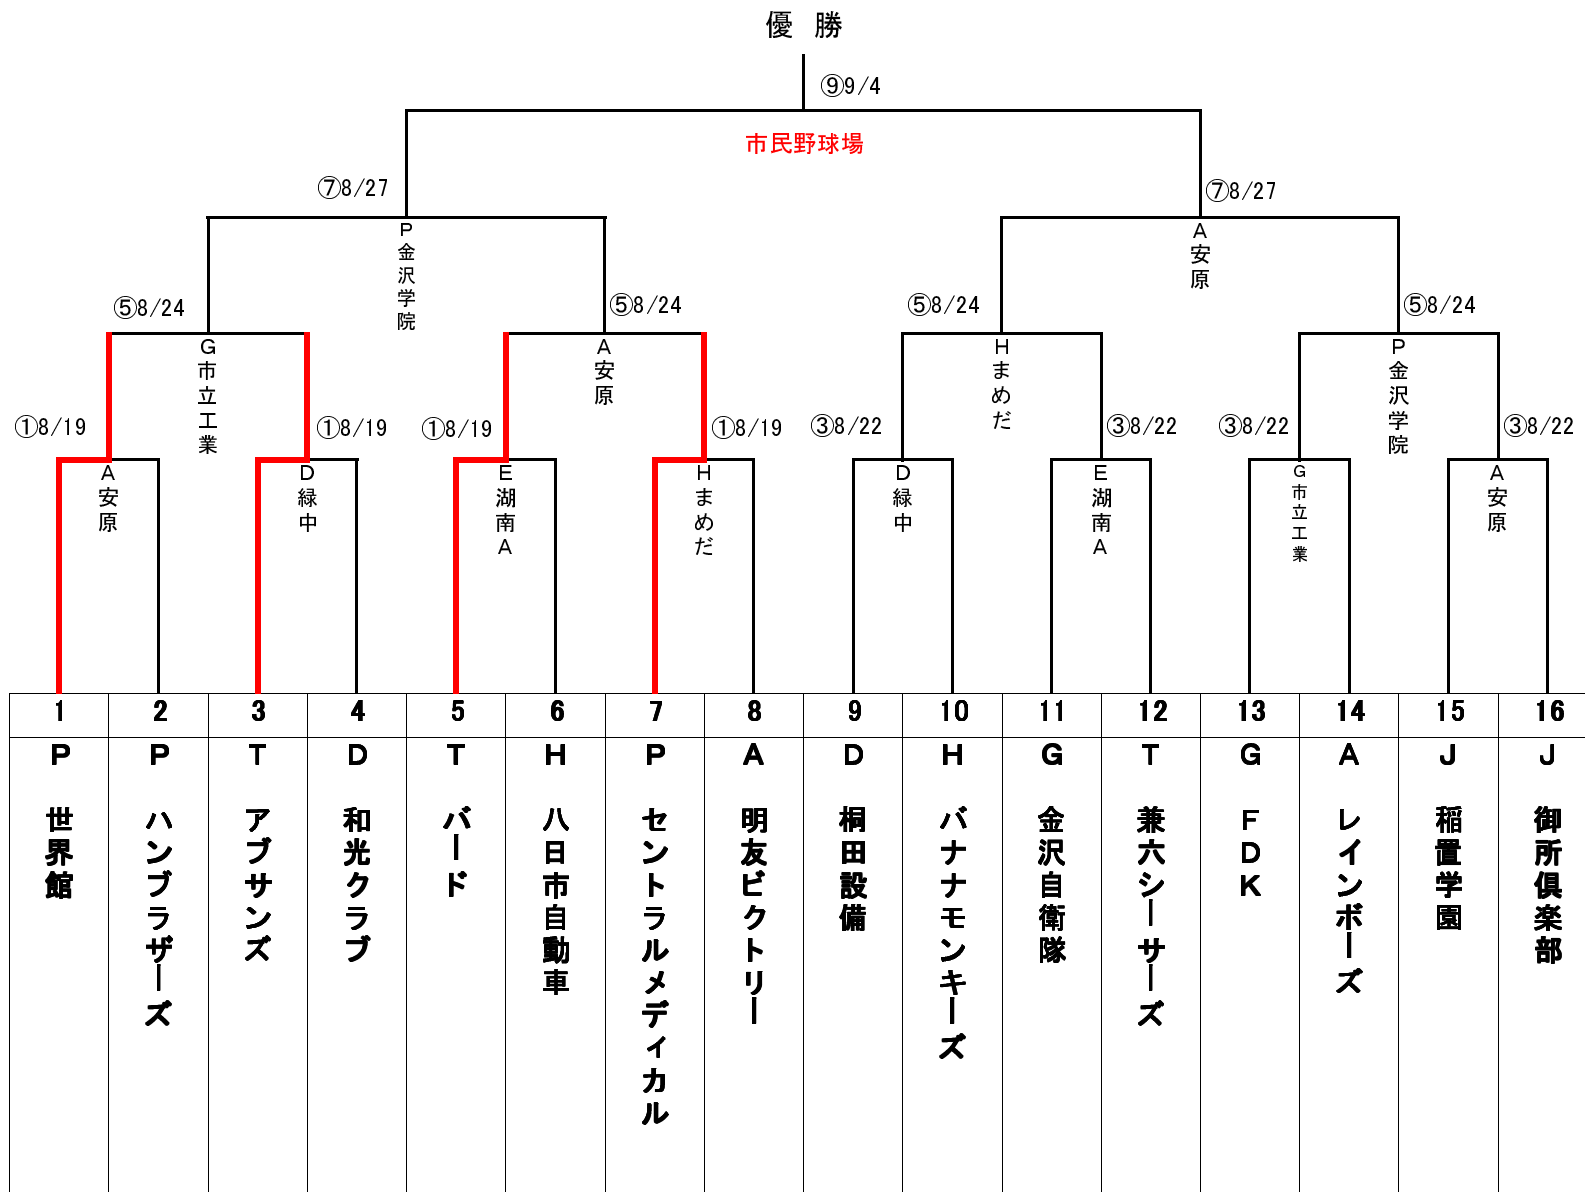 優 勝
⑨9/4
市民野球場
⑦8/27
⑦8/27
P金沢学院
A安原
⑤8/24
⑤8/24
⑤8/24
⑤8/24
G市立工業
A安原
Hまめだ
P金沢学院
①8/19
①8/19
①8/19
①8/19
③8/22
③8/22
③8/22
③8/22
A安原
D緑中
E湖南A
Hまめだ
D緑中
E湖南A
G市立工業
A安原
1 2 3 4 5 6 7 8 9 10 11 12 13 14 15 16
P 世界館
P ハンブラザーズ
T アブサンズ
D 和光クラブ
T バード
H 八日市自動車
P セントラルメディカル
A 明友ビクトリー
D 桐田設備
H バナナモンキーズ
G 金沢自衛隊
T 兼六シーサーズ
G FDK
A レインボーズ
J 稲置学園
J 御所倶楽部